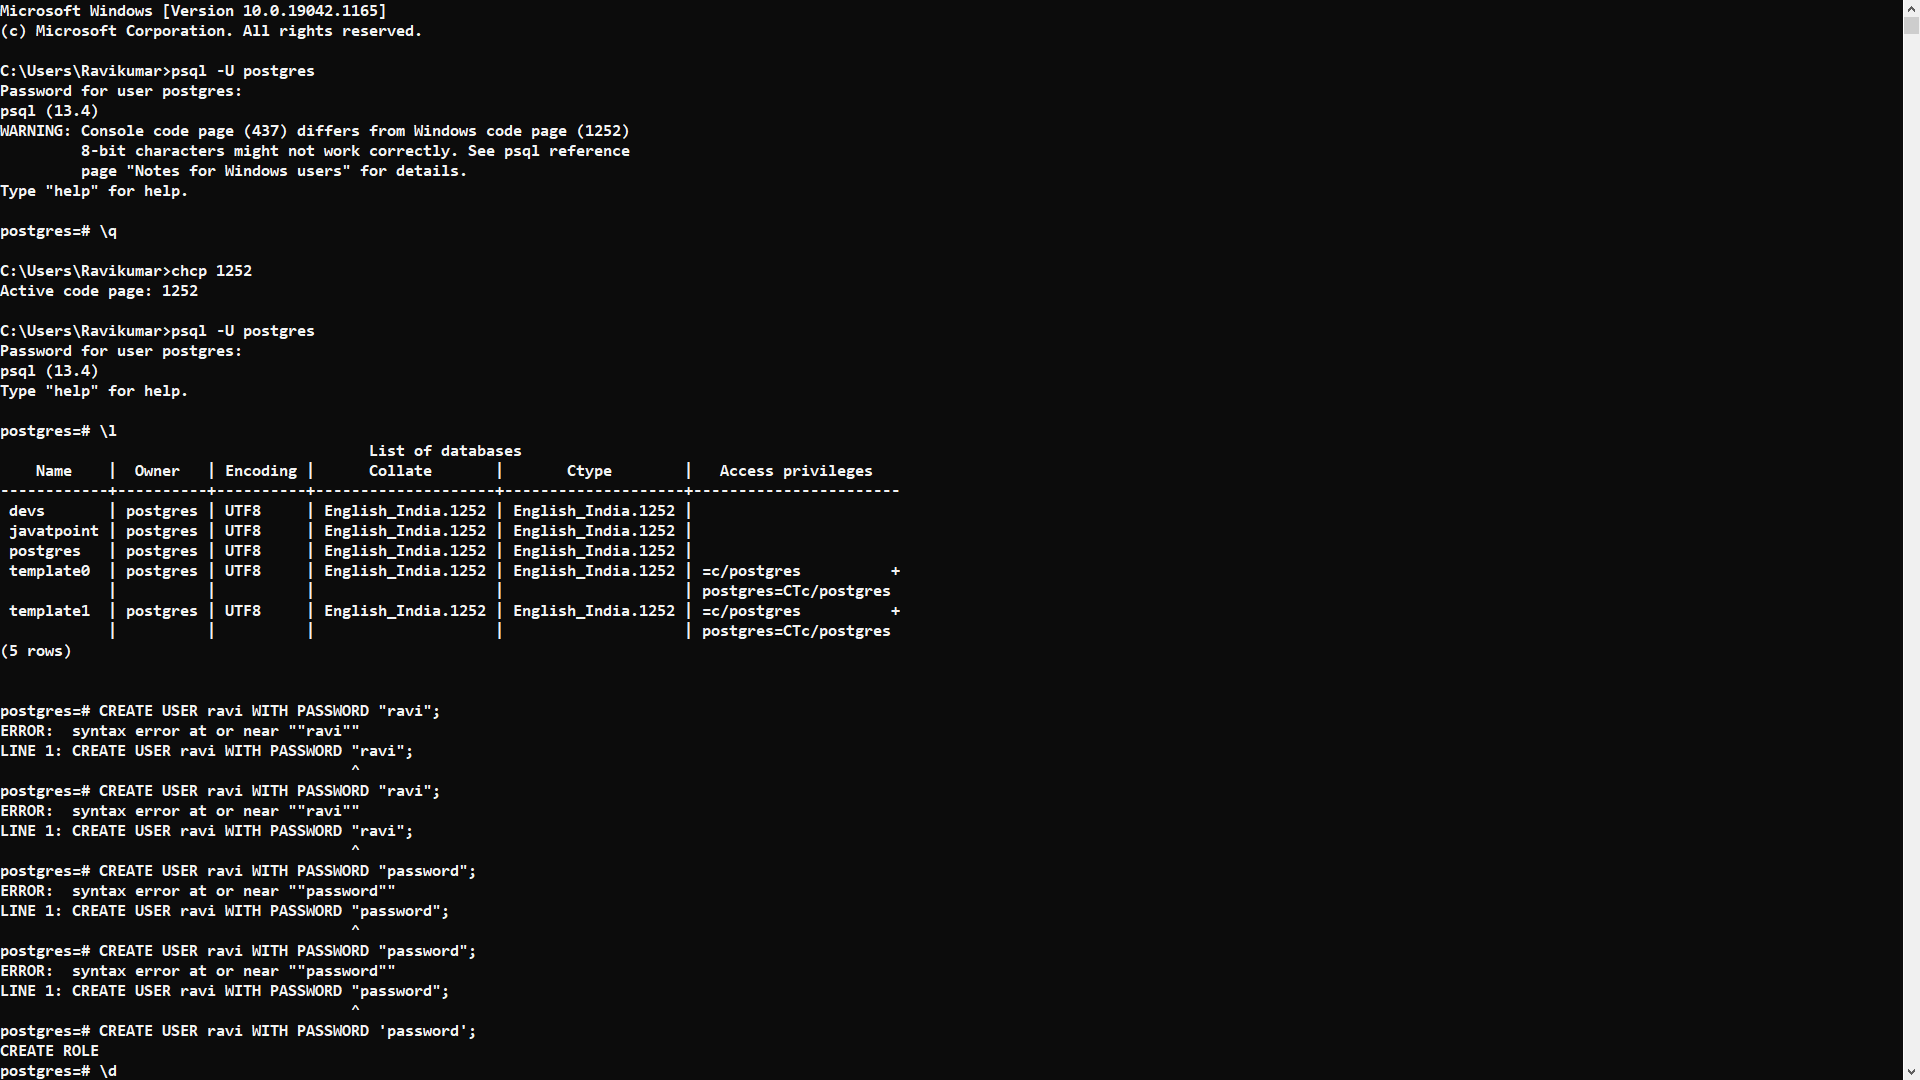 Microsoft Windows [Version 10.0.19042.1165]
(c) Microsoft Corporation. All rights reserved.

C:\Users\Ravikumar>psql -U postgres
Password for user postgres:
psql (13.4)
WARNING: Console code page (437) differs from Windows code page (1252)
         8-bit characters might not work correctly. See psql reference
         page "Notes for Windows users" for details.
Type "help" for help.

postgres=# \q

C:\Users\Ravikumar>chcp 1252
Active code page: 1252

C:\Users\Ravikumar>psql -U postgres
Password for user postgres:
psql (13.4)
Type "help" for help.

postgres=# \l
                                         List of databases
    Name    |  Owner   | Encoding |      Collate       |       Ctype        |   Access privileges
------------+----------+----------+--------------------+--------------------+-----------------------
 devs       | postgres | UTF8     | English_India.1252 | English_India.1252 |
 javatpoint | postgres | UTF8     | English_India.1252 | English_India.1252 |
 postgres   | postgres | UTF8     | English_India.1252 | English_India.1252 |
 template0  | postgres | UTF8     | English_India.1252 | English_India.1252 | =c/postgres          +
            |          |          |                    |                    | postgres=CTc/postgres
 template1  | postgres | UTF8     | English_India.1252 | English_India.1252 | =c/postgres          +
            |          |          |                    |                    | postgres=CTc/postgres
(5 rows)


postgres=# CREATE USER ravi WITH PASSWORD "ravi";
ERROR:  syntax error at or near ""ravi""
LINE 1: CREATE USER ravi WITH PASSWORD "ravi";
                                       ^
postgres=# CREATE USER ravi WITH PASSWORD "ravi";
ERROR:  syntax error at or near ""ravi""
LINE 1: CREATE USER ravi WITH PASSWORD "ravi";
                                       ^
postgres=# CREATE USER ravi WITH PASSWORD "password";
ERROR:  syntax error at or near ""password""
LINE 1: CREATE USER ravi WITH PASSWORD "password";
                                       ^
postgres=# CREATE USER ravi WITH PASSWORD "password";
ERROR:  syntax error at or near ""password""
LINE 1: CREATE USER ravi WITH PASSWORD "password";
                                       ^
postgres=# CREATE USER ravi WITH PASSWORD 'password';
CREATE ROLE
postgres=# \d